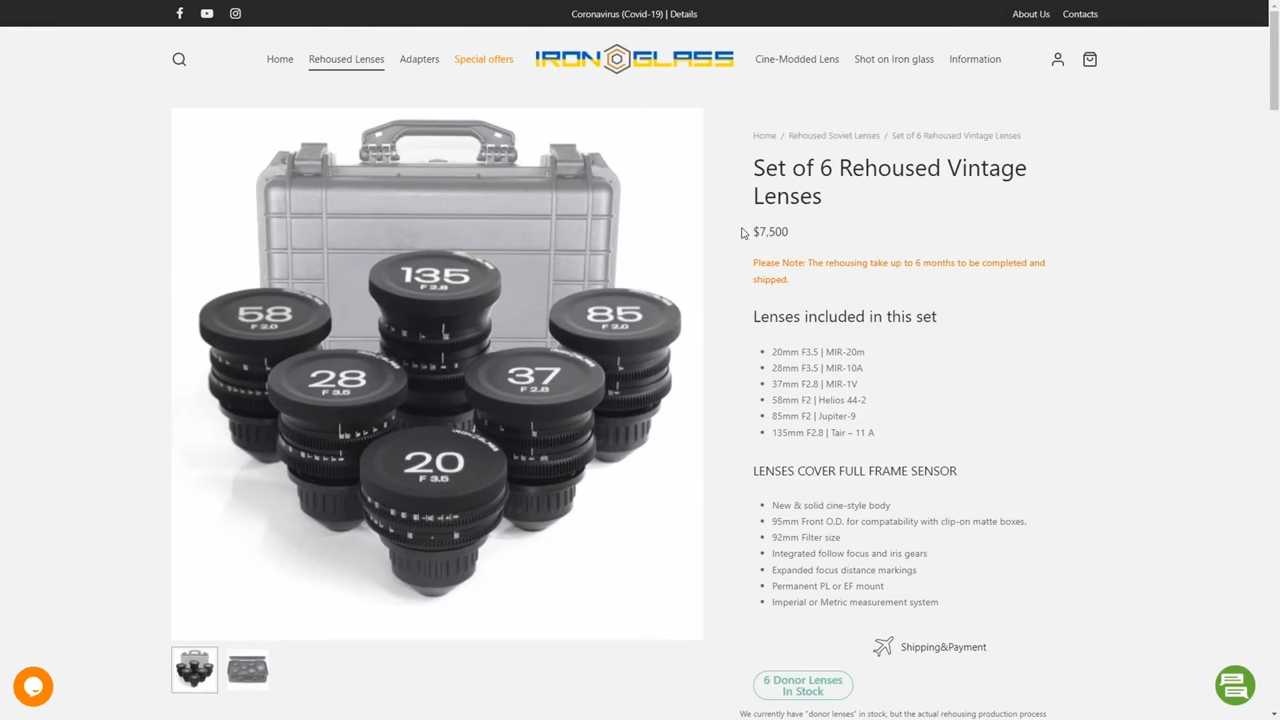 Coronavirus (Covid-19) | Details
About Us Contacts
Home Rehoused Lenses Adapters Special offers IRON GLASS Cine-Modded Lens Shot on Iron glass Information
Home / Rehoused Soviet Lenses / Set of 6 Rehoused Vintage Lenses
Set of 6 Rehoused Vintage
Lenses
$7,500
Please Note: The rehousing take up to 6 months to be completed and
shipped.
Lenses included in this set
20mm F3.5 | MIR-20m
28mm F3.5 | MIR-10A
37mm F2.8 | MIR-1V
58mm F2 | Helios 44-2
85mm F2 | Jupiter-9
135mm F2.8 | Tair – 11 A
LENSES COVER FULL FRAME SENSOR
New & solid cine-style body
95mm Front O.D. for compatability with clip-on matte boxes.
92mm Filter size
Integrated follow focus and iris gears
Expanded focus distance markings
Permanent PL or EF mount
Imperial or Metric measurement system
Shipping&Payment
6 Donor Lenses
in Stock
We currently have "donor lenses" in stock, but the actual rehousing production process
135
F 2.8
58
F 2.0
85
F 2.0
28
F 3.5
37
F 2.8
20
F 3.5